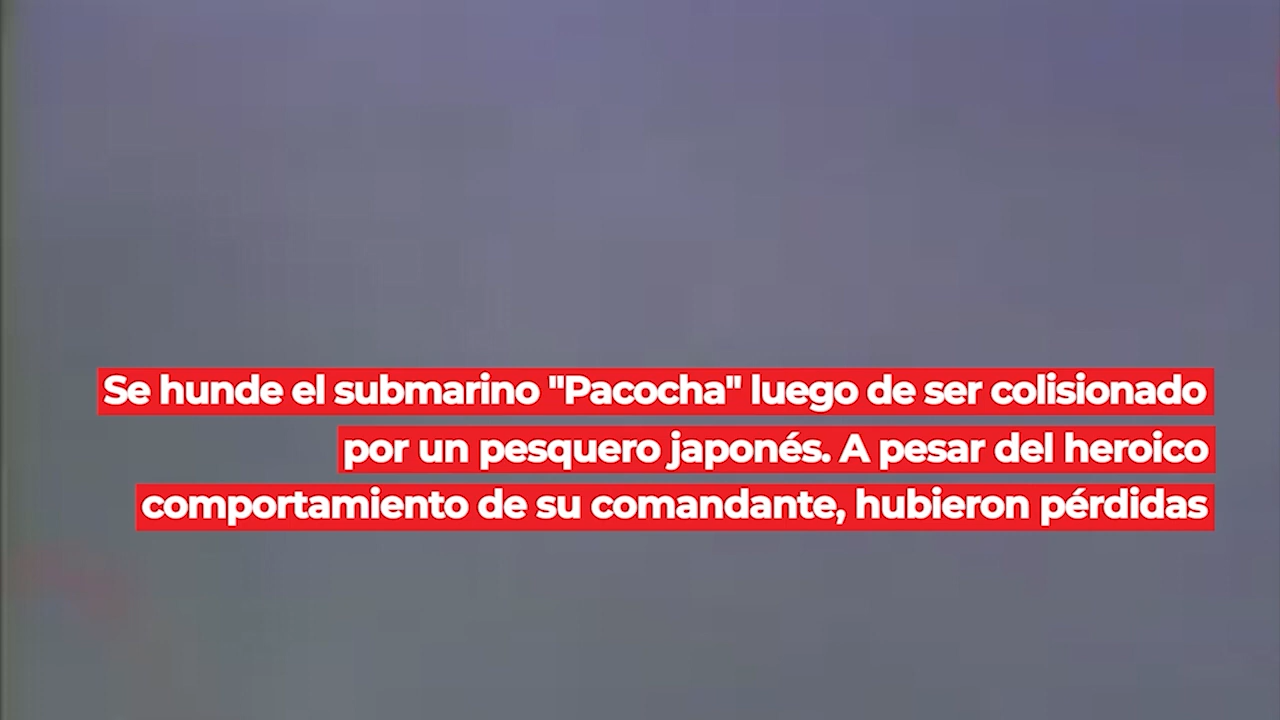 Se hunde el submarino "Pacocha" luego de ser colisionado
por un pesquero japonés. A pesar del heroico
comportamiento de su comandante, hubieron pérdidas